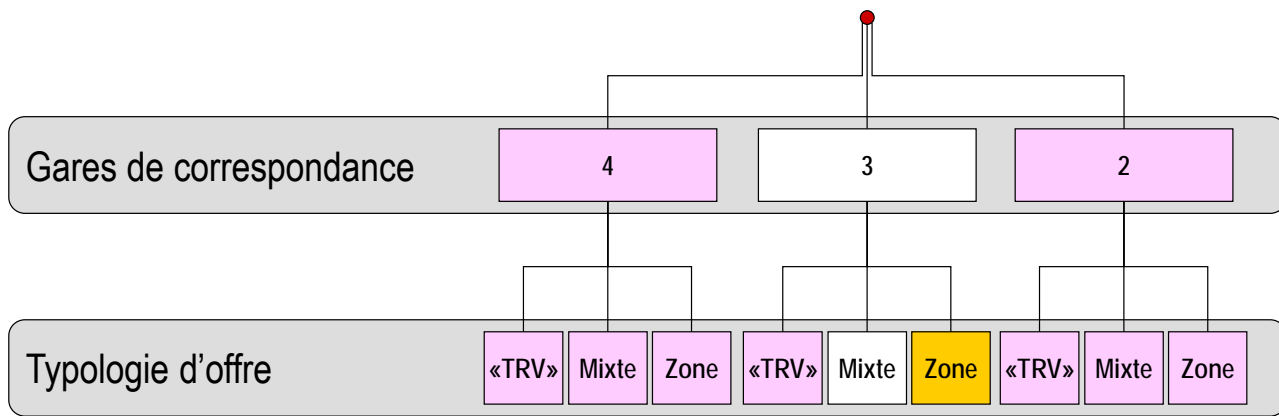 Gares de correspondance 4 3 2
Typologie d’offre «TRV» Mixte Zone «TRV» Mixte Zone «TRV» Mixte Zone